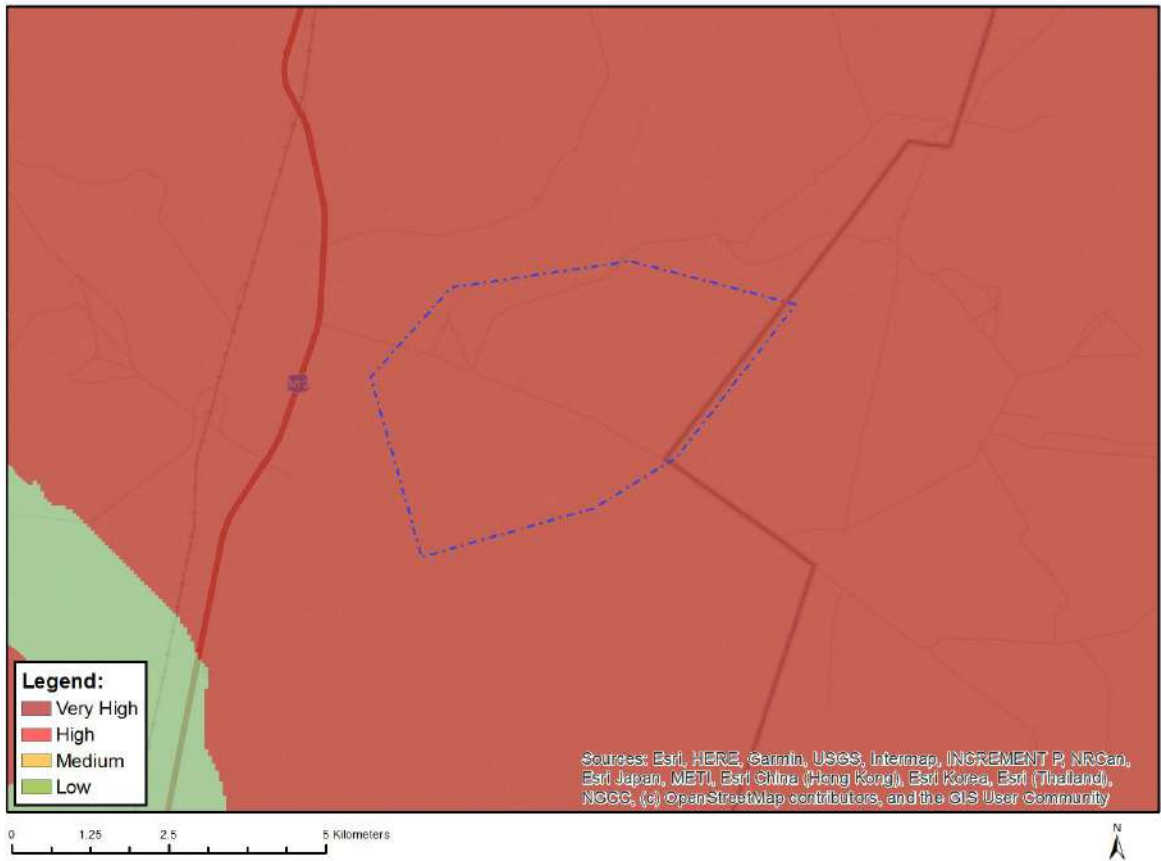 Legend:
Very High
High
Medium
Low
Sources: Esri, HERE, Garmin, USGS, Intermap, INCREMENT P, NRCan,
Esri Japan, METI, Esri China (Hong Kong), Esri Korea, Esri (Thailand),
NGCC, (c) OpenStreetMap contributors, and the GIS User Community
0 1.25 2.5 5 Kilometers
N